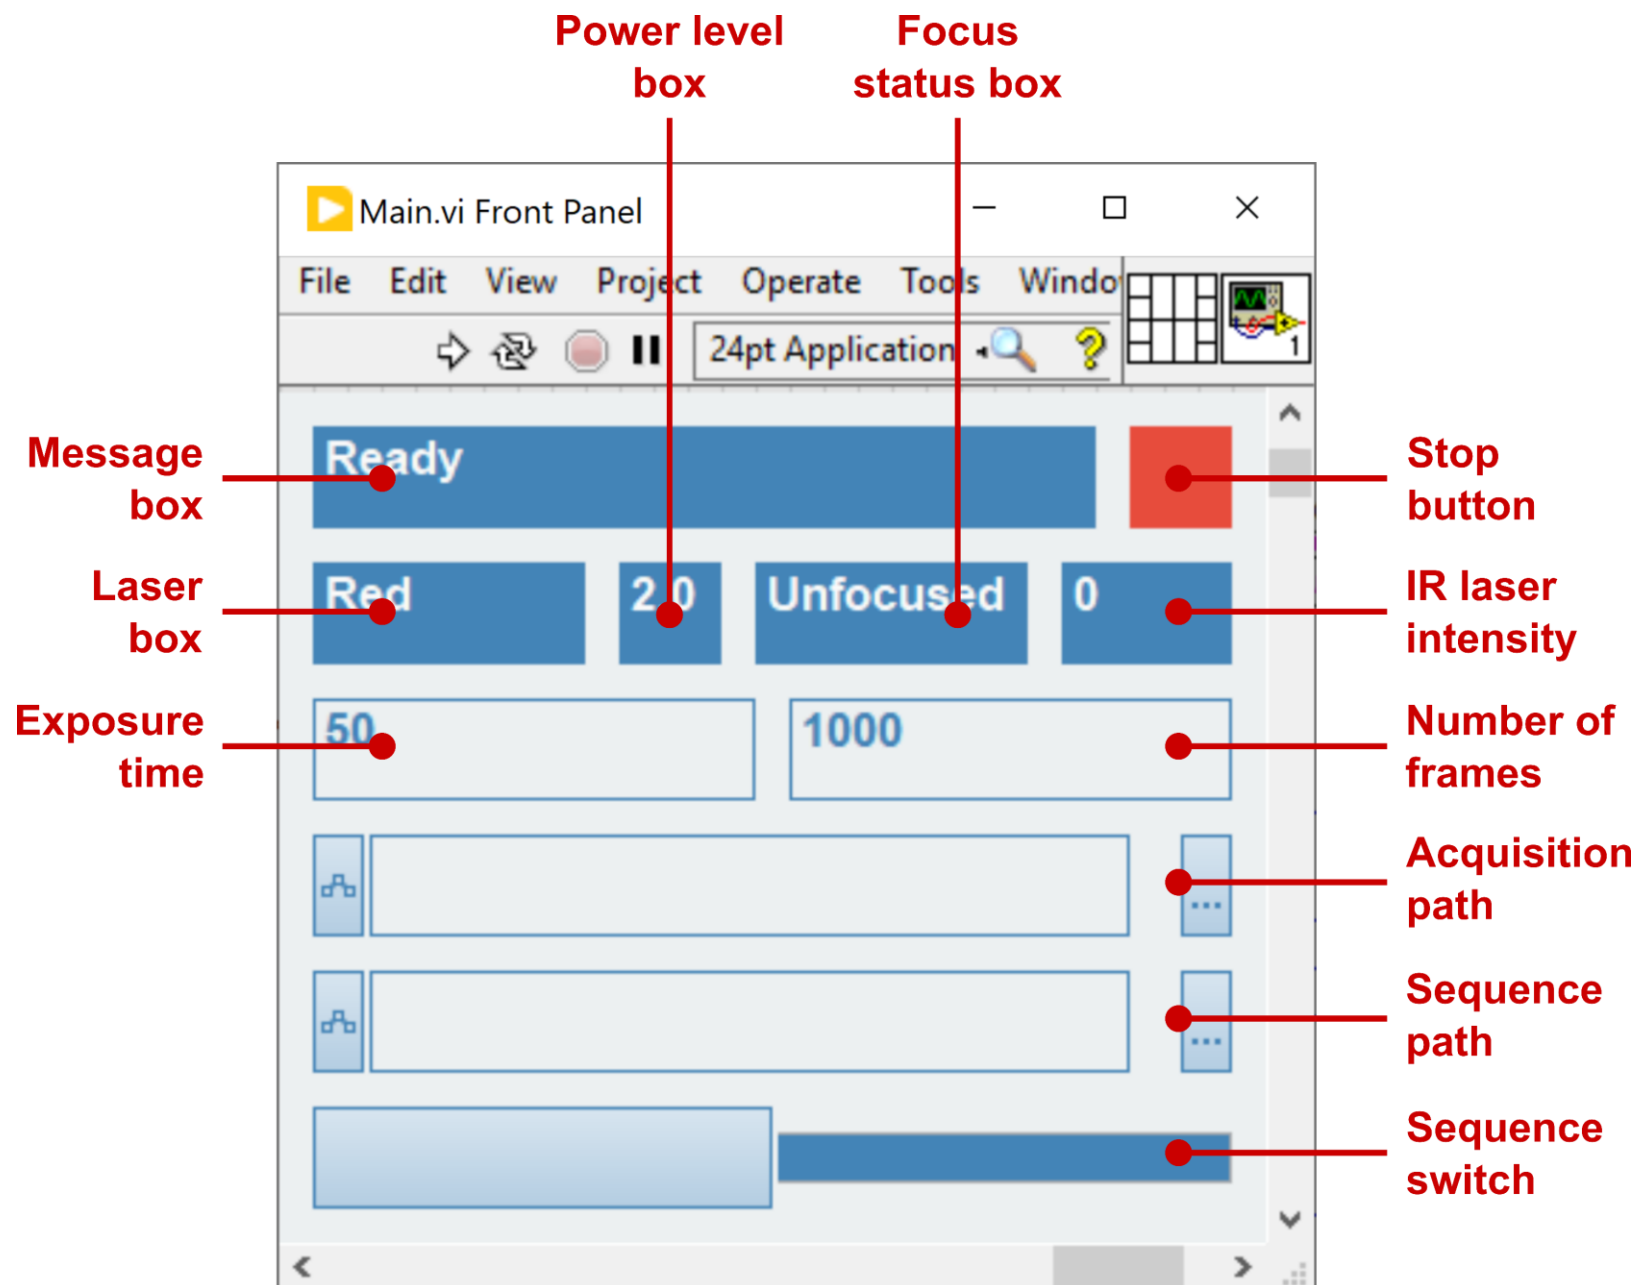 Power level
box
Focus
status box
Main.vi Front Panel
File Edit View Project Operate Tools Windo
24pt Application
1
Message
box
Ready
Stop
button
Laser
box
Red
2.0
Unfocused
0
IR laser
intensity
Exposure
time
50
1000
Number of
frames
...
Acquisition
path
...
Sequence
path
Sequence
switch